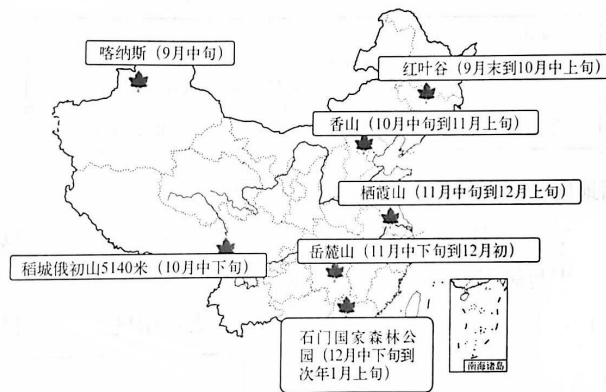 喀纳斯（9月中旬）
红叶谷（9月末到10月中上旬）
香山（10月中旬到11月上旬）
栖霞山（11月中旬到12月上旬）
岳麓山（11月中下旬到12月初）
稻城俄初山5140米（10月中下旬）
石门国家森林公
园（12月中下旬到
次年1月上旬）
南海诸岛